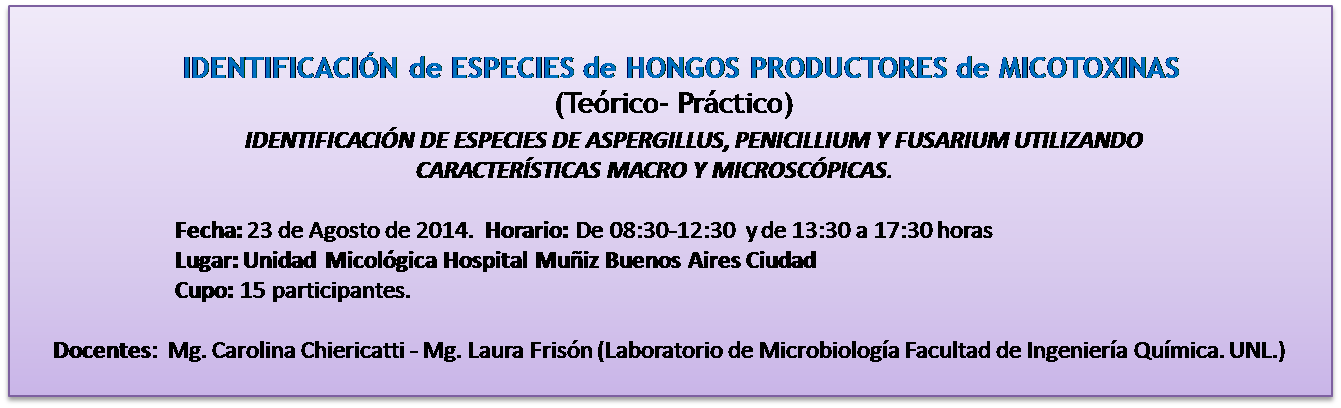 IDENTIFICACIÓN de ESPECIES de HONGOS PRODUCTORES de MICOTOXINAS
(Teórico- Práctico)
IDENTIFICACIÓN DE ESPECIES DE ASPERGILLUS, PENICILLIUM Y FUSARIUM UTILIZANDO
CARACTERÍSTICAS MACRO Y MICROSCÓPICAS.
Fecha: 23 de Agosto de 2014. Horario: De 08:30-12:30 y de 13:30 a 17:30 horas
Lugar: Unidad Micológica Hospital Muñiz Buenos Aires Ciudad
Cupo: 15 participantes.
Docentes: Mg. Carolina Chiericatti - Mg. Laura Frisón (Laboratorio de Microbiología Facultad de Ingeniería Química. UNL.)